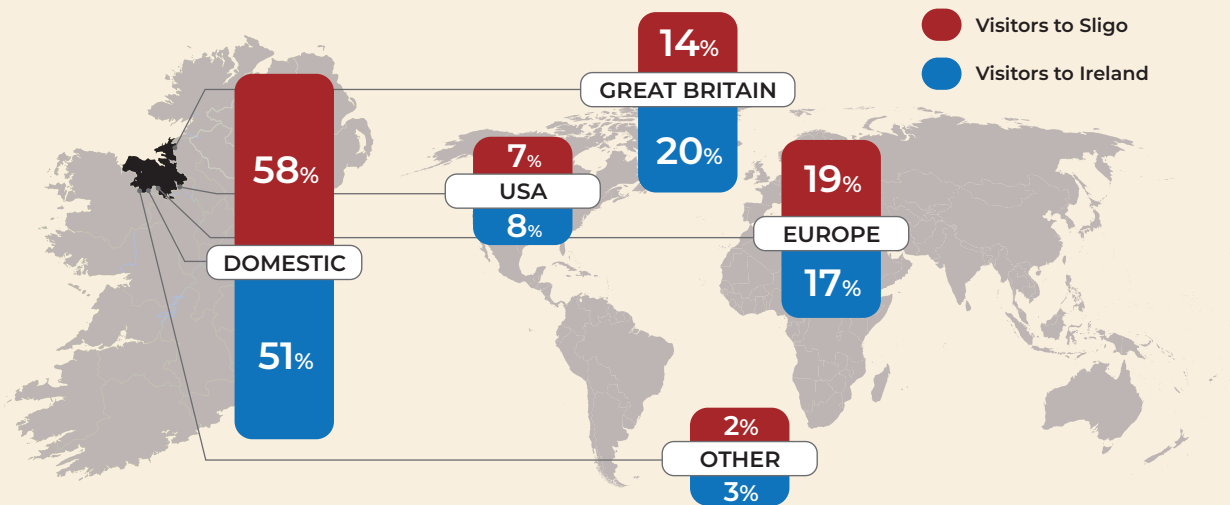 Visitors to Sligo
Visitors to Ireland
14%
GREAT BRITAIN
20%
7%
USA
8%
19%
EUROPE
17%
58%
DOMESTIC
51%
2%
OTHER
3%